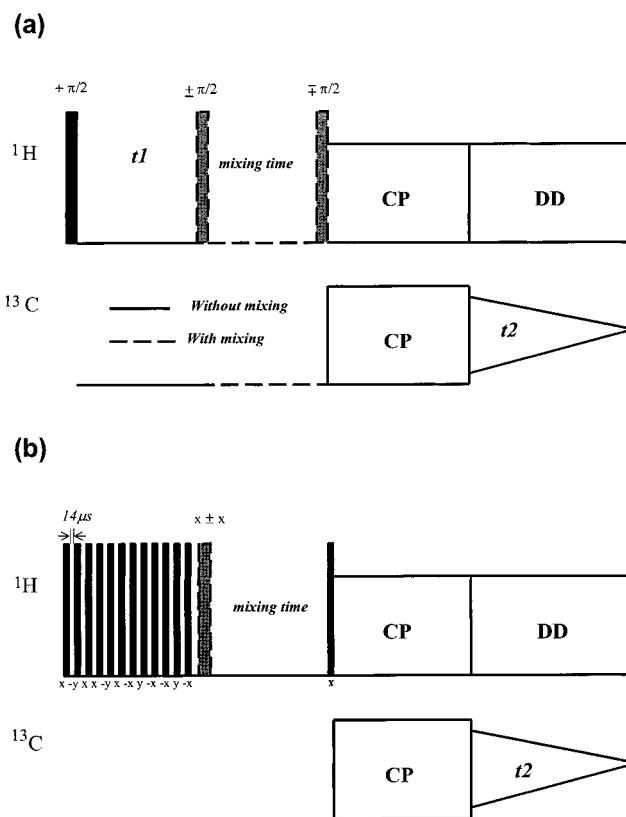 (a)
+ π/2 ± π/2 ∓ π/2
¹H t1 mixing time CP DD
¹³C Without mixing
With mixing
CP t2
(b)
14μs x ± x
¹H mixing time CP DD
x -y x x -y x -x y -x -x y -x x
¹³C CP t2